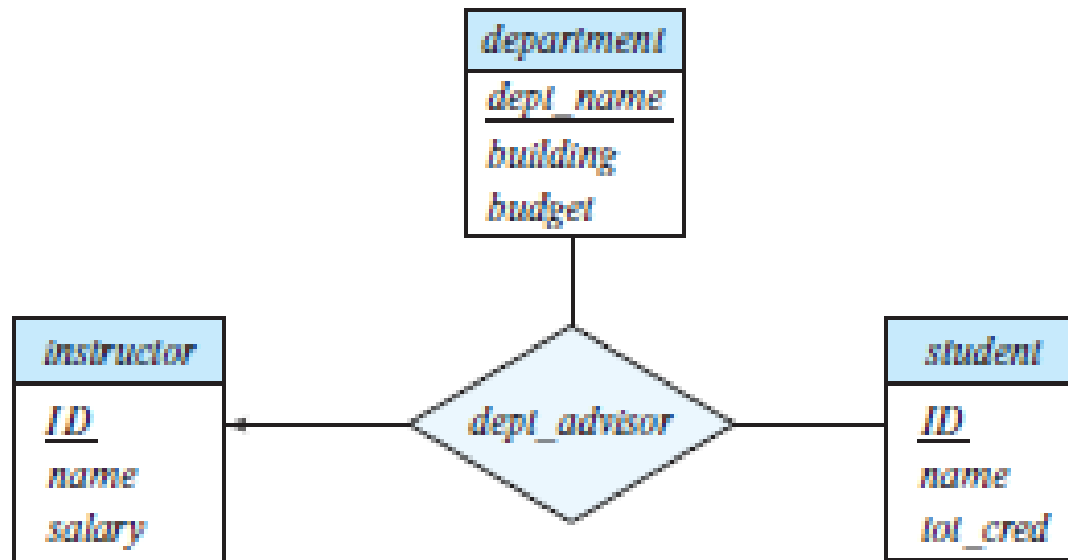 department
dept_name
building
budget
instructor
ID
name
salary
dept_advisor
student
ID
name
tot_cred